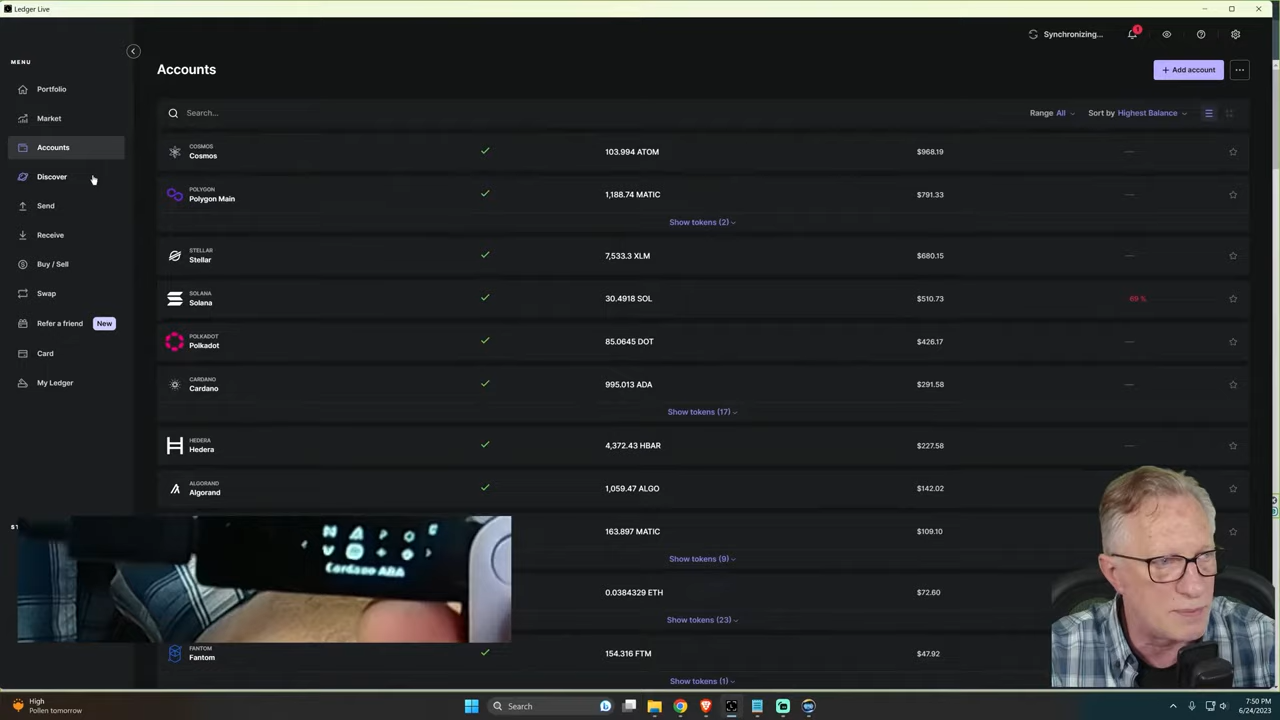 Ledger Live
Synchronizing...
1
MENU
Portfolio
Market
Accounts
Discover
Send
Receive
Buy / Sell
Swap
Refer a friend New
Card
My Ledger
Accounts
+ Add account
Search...
Range All
Sort by Highest Balance
COSMOS
Cosmos 103.994 ATOM $968.19
POLYGON
Polygon Main 1,188.74 MATIC $791.33
Show tokens (2)
STELLAR
Stellar 7,533.3 XLM $680.15
SOLANA
Solana 30.4918 SOL $510.73 69 %
POLKADOT
Polkadot 85.0645 DOT $426.17
CARDANO
Cardano 995.013 ADA $291.58
Show tokens (17)
HEDERA
Hedera 4,372.43 HBAR $227.58
ALGORAND
Algorand 1,059.47 ALGO $142.02
163.897 MATIC $109.10
Show tokens (9)
0.0384329 ETH $72.60
Show tokens (23)
FANTOM
Fantom 154.316 FTM $47.92
Show tokens (1)
Cardano ADA
High
Pollen tomorrow
Search
7:50 PM
6/24/2023